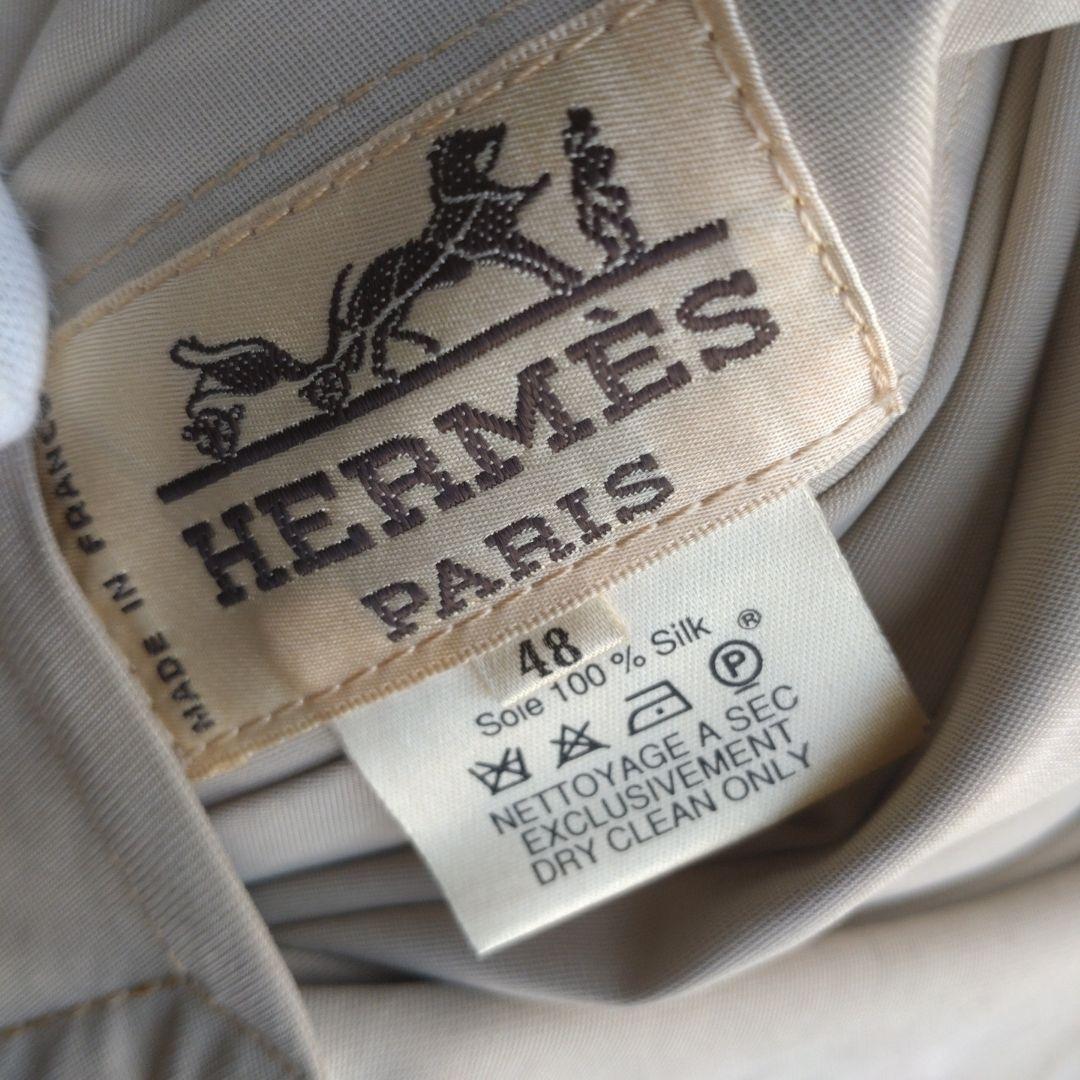 HERMÈS
PARIS
MADE IN FRANCE
48
Soie 100 % Silk ®
P
NETTOYAGE A SEC
EXCLUSIVEMENT
DRY CLEAN ONLY